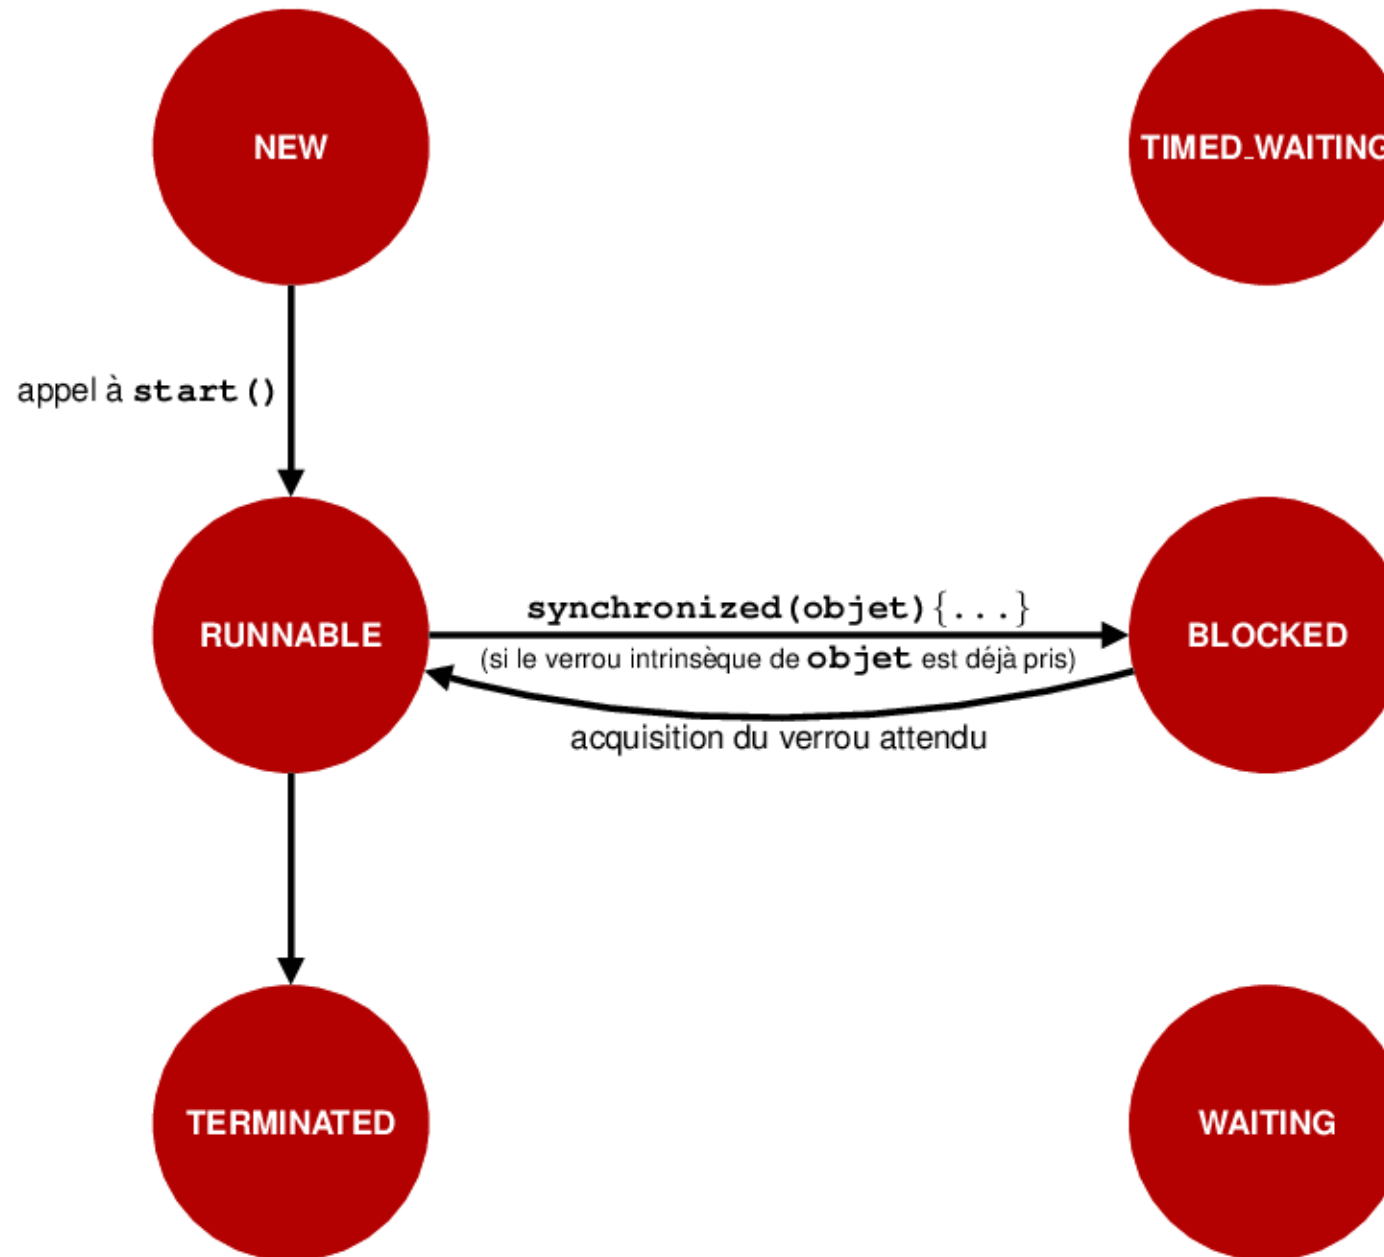 NEW
TIMED_WAITING
appel à start()
synchronized(objet){...}
RUNNABLE
BLOCKED
(si le verrou intrinsèque de objet est déjà pris)
acquisition du verrou attendu
TERMINATED
WAITING